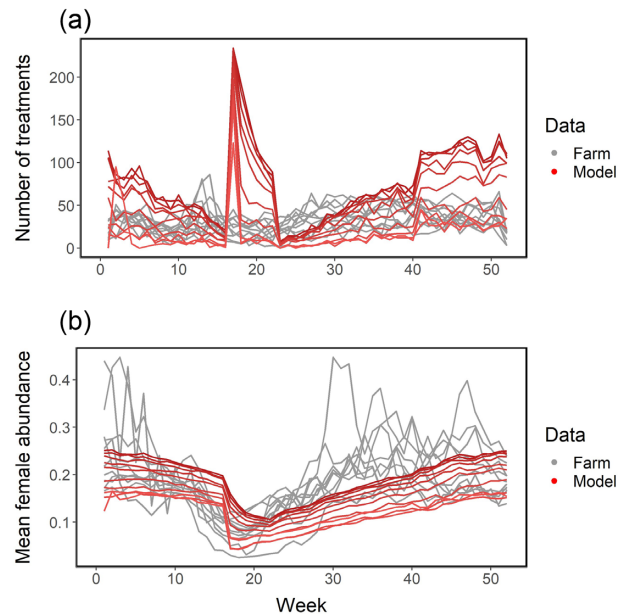 (a)
Number of treatments
200
150
100
50
0
0 10 20 30 40 50
Data
Farm
Model
(b)
Mean female abundance
0.4
0.3
0.2
0.1
0 10 20 30 40 50
Week
Data
Farm
Model